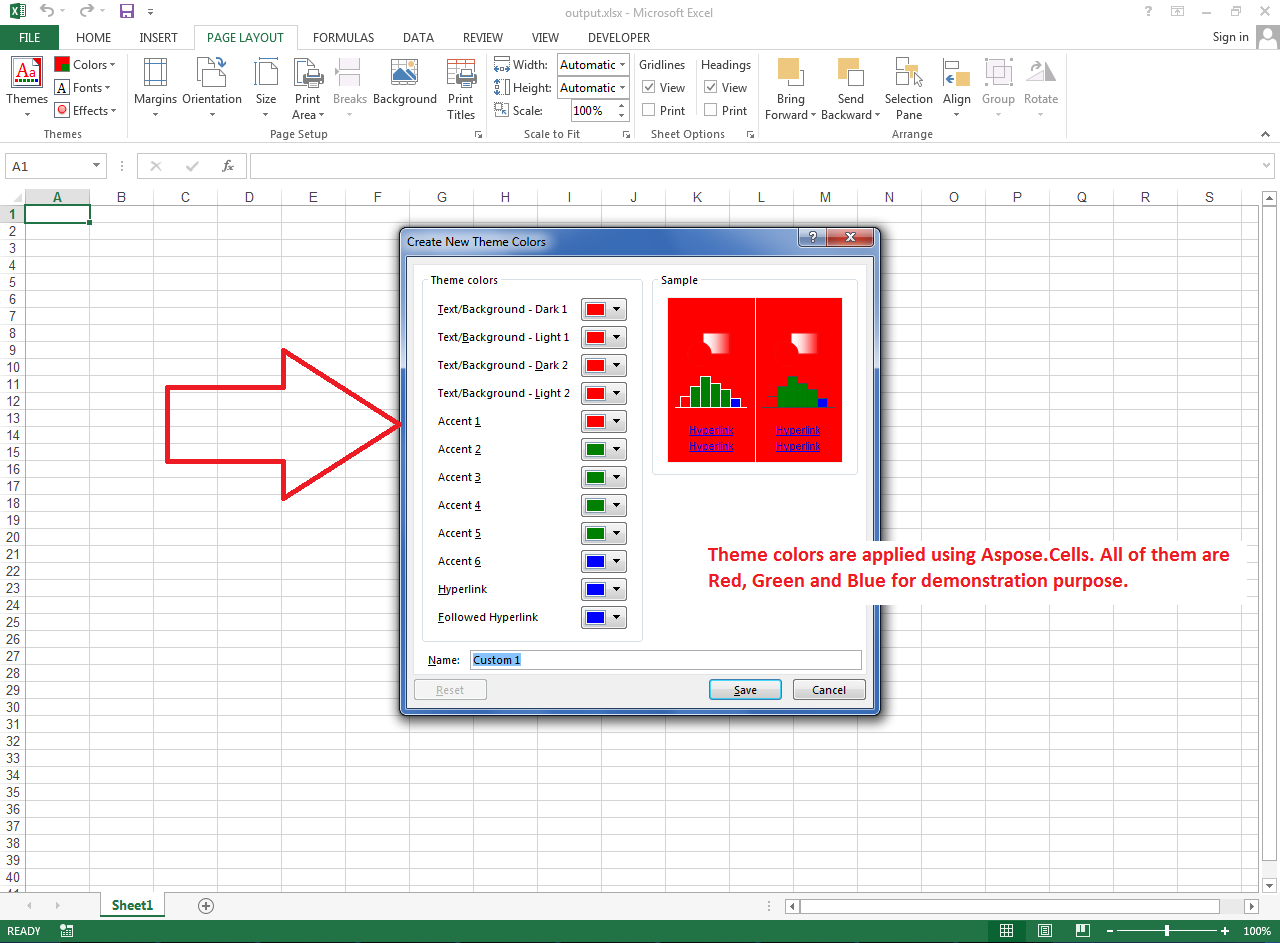 output.xlsx - Microsoft Excel
FILE HOME INSERT PAGE LAYOUT FORMULAS DATA REVIEW VIEW DEVELOPER Sign in
Themes
Colors
Fonts
Effects
Themes
Margins Orientation Size Print Area Breaks Background Print Titles
Page Setup
Width: Automatic
Height: Automatic
Scale: 100%
Scale to Fit
Gridlines Headings
View View
Print Print
Sheet Options
Bring Forward Send Backward Selection Pane Align Group Rotate
Arrange
A1 fx
A B C D E F G H I J K L M N O P Q R S
1
2
3
4
5
6
7
8
9
10
11
12
13
14
15
16
17
18
19
20
21
22
23
24
25
26
27
28
29
30
31
32
33
34
35
36
37
38
39
40
41
Create New Theme Colors
Theme colors
Text/Background - Dark 1
Text/Background - Light 1
Text/Background - Dark 2
Text/Background - Light 2
Accent 1
Accent 2
Accent 3
Accent 4
Accent 5
Accent 6
Hyperlink
Followed Hyperlink
Sample
Hyperlink Hyperlink
Hyperlink Hyperlink
Name: Custom 1
Reset Save Cancel
Theme colors are applied using Aspose.Cells. All of them are
Red, Green and Blue for demonstration purpose.
Sheet1
READY 100%